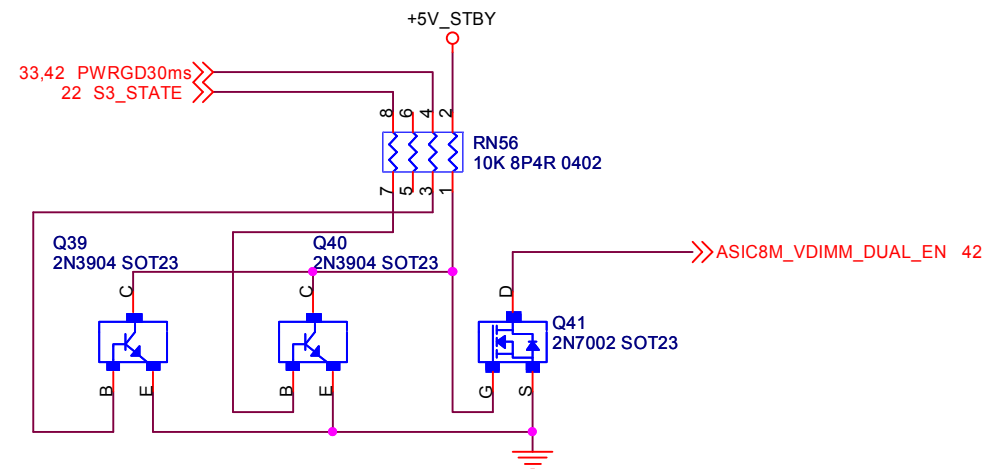 +5V_STBY
33,42 PWRGD30ms
22 S3_STATE
8 6 4 2
RN56
10K 8P4R 0402
7 5 3 1
Q39
2N3904 SOT23
Q40
2N3904 SOT23
ASIC8M_VDIMM_DUAL_EN 42
C
C
D
Q41
2N7002 SOT23
B E
B E
G S